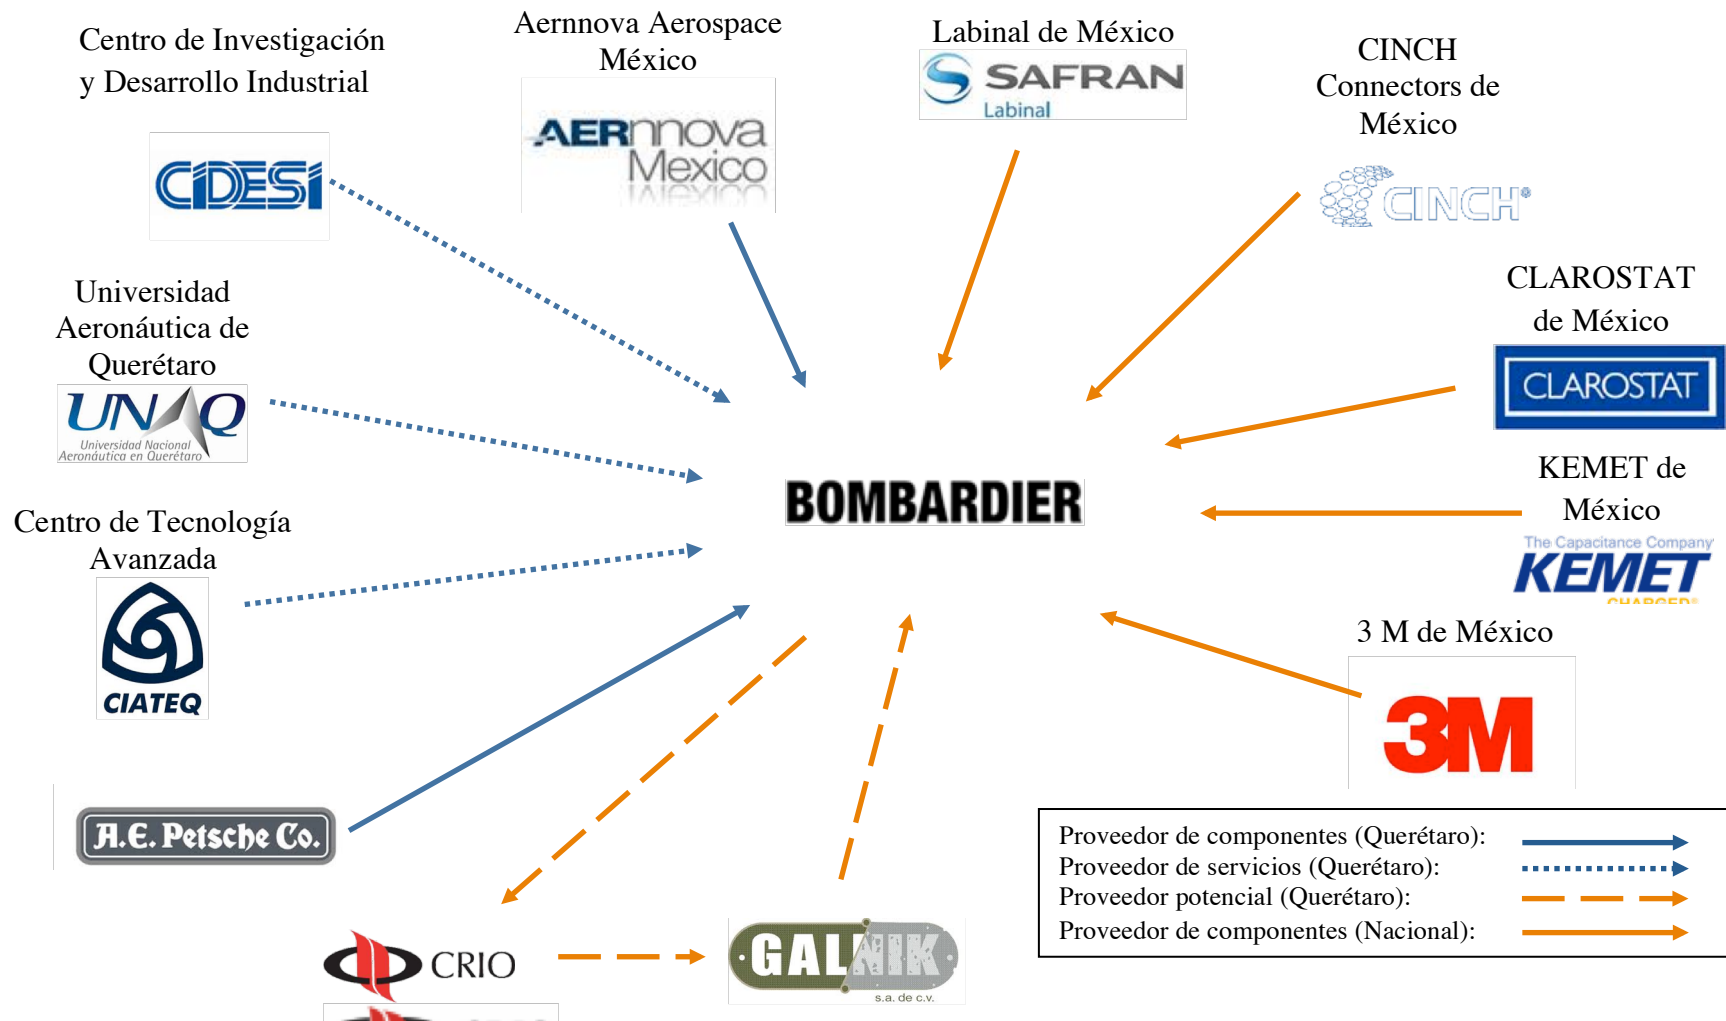 Centro de Investigación
y Desarrollo Industrial
CIDESI
Aernnova Aerospace
México
AERnnova
Mexico
Labinal de México
SAFRAN
Labinal
CINCH
Connectors de
México
CINCH®
Universidad
Aeronáutica de
Querétaro
UNAQ
Universidad Nacional
Aeronáutica en Querétaro
CLAROSTAT
de México
CLAROSTAT
BOMBARDIER
KEMET de
México
The Capacitance Company
KEMET
CHARGED®
Centro de Tecnología
Avanzada
CIATEQ
3 M de México
3M
A.E. Petsche Co.
CRIO
GALNIK
s.a. de c.v.
Proveedor de componentes (Querétaro):
Proveedor de servicios (Querétaro):
Proveedor potencial (Querétaro):
Proveedor de componentes (Nacional):